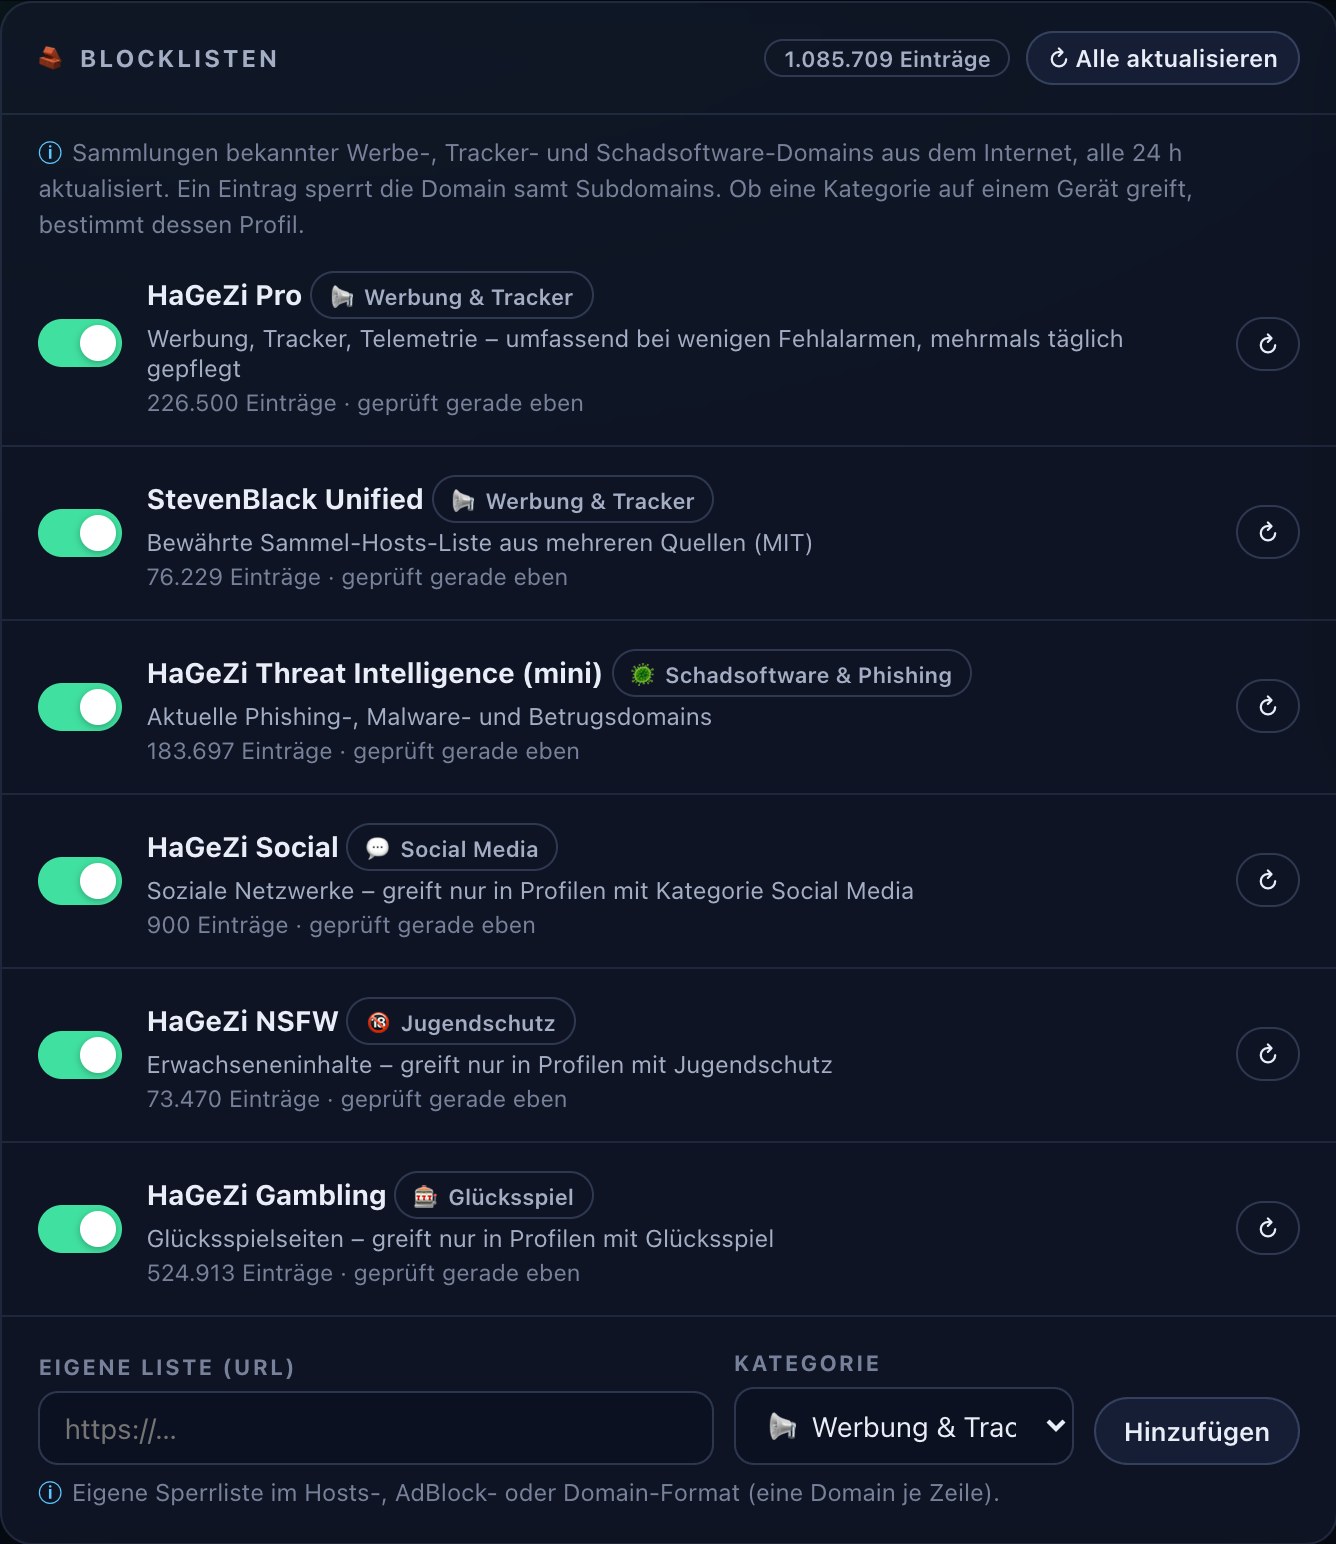 BLOCKLISTEN
1.085.709 Einträge
↻ Alle aktualisieren
ⓘ Sammlungen bekannter Werbe-, Tracker- und Schadsoftware-Domains aus dem Internet, alle 24 h
aktualisiert. Ein Eintrag sperrt die Domain samt Subdomains. Ob eine Kategorie auf einem Gerät greift,
bestimmt dessen Profil.
HaGeZi Pro
Werbung & Tracker
Werbung, Tracker, Telemetrie – umfassend bei wenigen Fehlalarmen, mehrmals täglich
gepflegt
226.500 Einträge · geprüft gerade eben
StevenBlack Unified
Werbung & Tracker
Bewährte Sammel-Hosts-Liste aus mehreren Quellen (MIT)
76.229 Einträge · geprüft gerade eben
HaGeZi Threat Intelligence (mini)
Schadsoftware & Phishing
Aktuelle Phishing-, Malware- und Betrugsdomains
183.697 Einträge · geprüft gerade eben
HaGeZi Social
Social Media
Soziale Netzwerke – greift nur in Profilen mit Kategorie Social Media
900 Einträge · geprüft gerade eben
HaGeZi NSFW
Jugendschutz
Erwachseneninhalte – greift nur in Profilen mit Jugendschutz
73.470 Einträge · geprüft gerade eben
HaGeZi Gambling
Glücksspiel
Glücksspielseiten – greift nur in Profilen mit Glücksspiel
524.913 Einträge · geprüft gerade eben
EIGENE LISTE (URL)
KATEGORIE
https://...
Werbung & Trac
Hinzufügen
ⓘ Eigene Sperrliste im Hosts-, AdBlock- oder Domain-Format (eine Domain je Zeile).